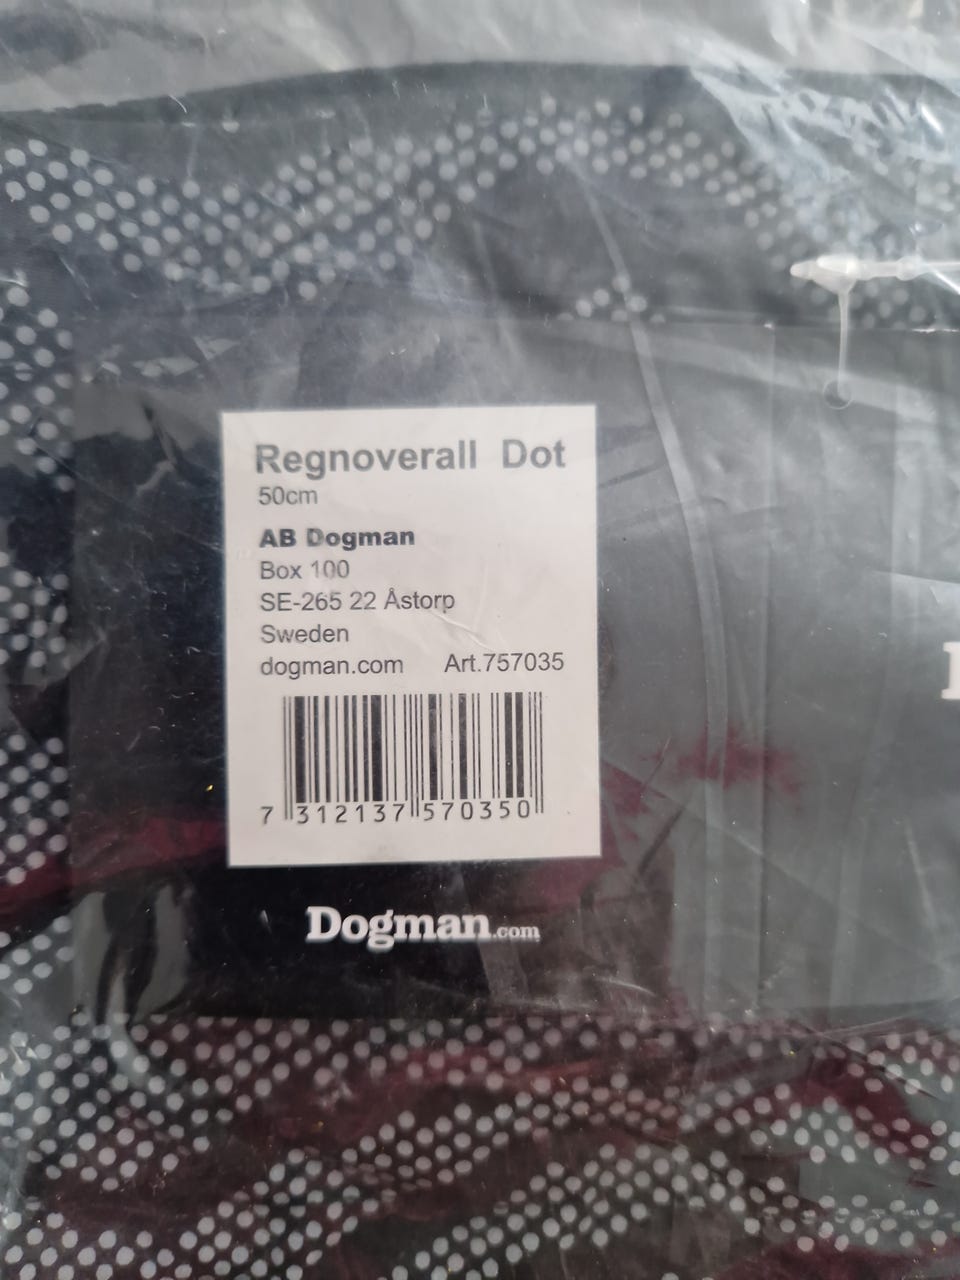 Regnoverall Dot
50cm
AB Dogman
Box 100
SE-265 22 Åstorp
Sweden
dogman.com Art.757035
7 312137 570350
Dogman.com